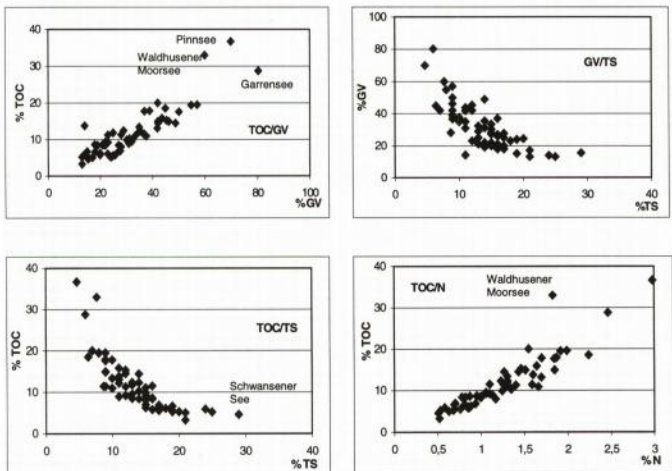 40
30
20
10
0
% TOC
Pinnsee
Waldhusener
Moorsee
Garrensee
TOC/GV
0
20
40
60
80
100
%GV
100
80
60
40
20
0
%GV
GV/TS
0
10
20
30
40
%TS
40
30
20
10
0
% TOC
TOC/TS
Schwansener
See
0
10
20
30
40
%TS
40
30
20
10
0
% TOC
TOC/N
Waldhusener
Moorsee
0
0,5
1
1,5
2
2,5
3
%N